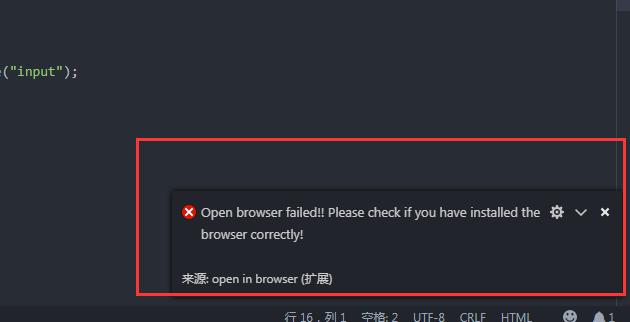 ("input");
Open browser failed!! Please check if you have installed the
browser correctly!
来源: open in browser (扩展)
行 16，列 1 空格: 2 UTF-8 CRLF HTML 1